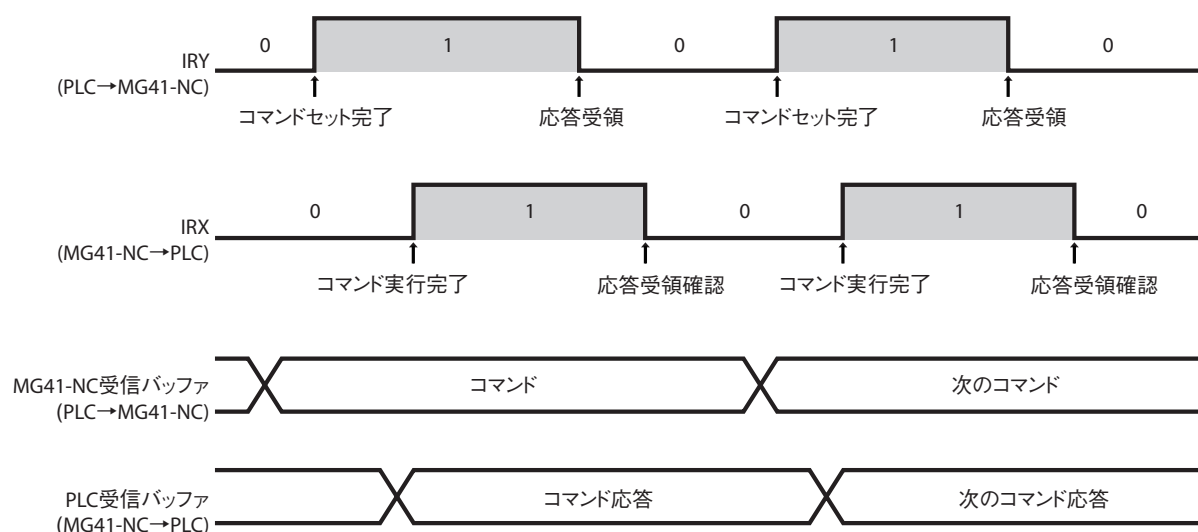 0 1 0 1 0
IRY
(PLC→MG41-NC)
コマンドセット完了 応答受領 コマンドセット完了 応答受領
0 1 0 1 0
IRX
(MG41-NC→PLC)
コマンド実行完了 応答受領確認 コマンド実行完了 応答受領確認
MG41-NC受信バッファ コマンド 次のコマンド
(PLC→MG41-NC)
PLC受信バッファ コマンド応答 次のコマンド応答
(MG41-NC→PLC)